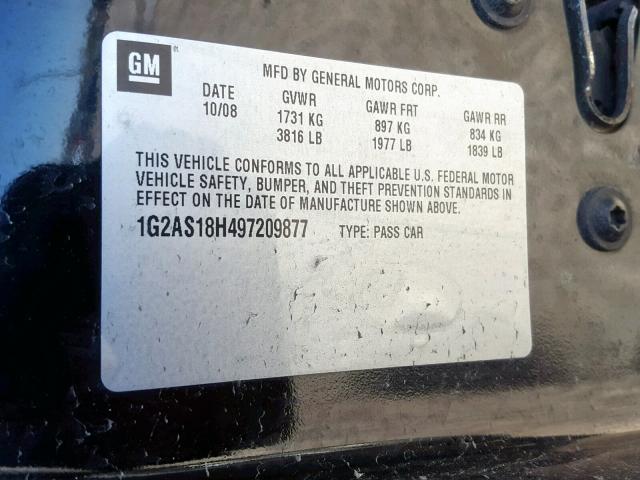 GM
MFD BY GENERAL MOTORS CORP.
DATE GVWR GAWR FRT GAWR RR
10/08 1731 KG 897 KG 834 KG
3816 LB 1977 LB 1839 LB
THIS VEHICLE CONFORMS TO ALL APPLICABLE U.S. FEDERAL MOTOR
VEHICLE SAFETY, BUMPER, AND THEFT PREVENTION STANDARDS IN
EFFECT ON THE DATE OF MANUFACTURE SHOWN ABOVE.
1G2AS18H497209877 TYPE: PASS CAR